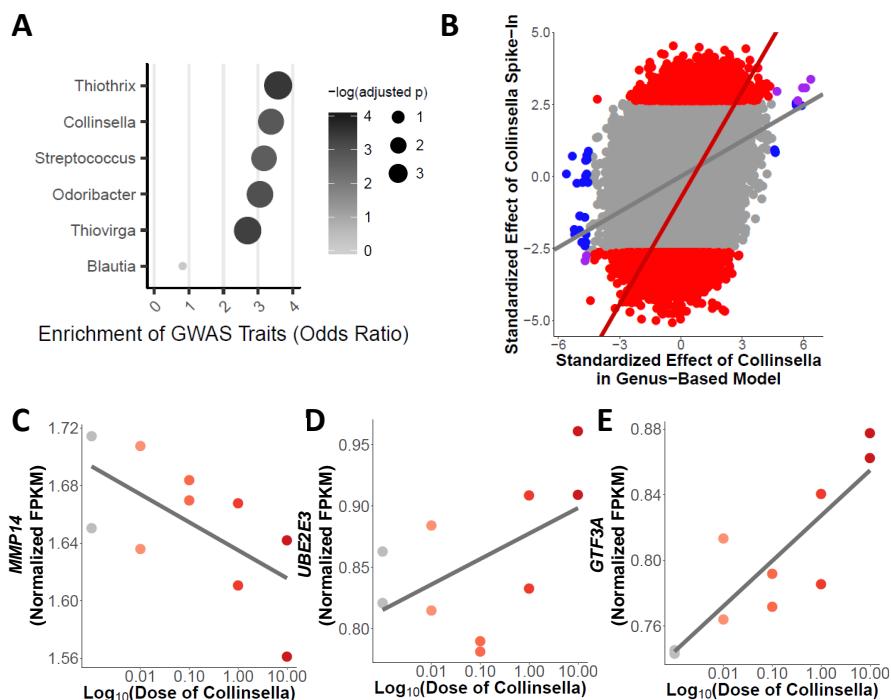 A
Thiothrix
Collinsella
Streptococcus
Odoribacter
Thiovirga
Blautia
0 1 2 3 4
Enrichment of GWAS Traits (Odds Ratio)
−log(adjusted p)
4
3
2
1
0
1
2
3
B
Standardized Effect of Collinsella Spike−In
5.0
2.5
0.0
−2.5
−5.0
−6 −3 0 3 6
Standardized Effect of Collinsella
in Genus−Based Model
C
MMP14
(Normalized FPKM)
1.72
1.68
1.64
1.60
1.56
0.01 0.10 1.00 10.00
Log10(Dose of Collinsella)
D
UBE2E3
(Normalized FPKM)
0.95
0.90
0.85
0.80
0.01 0.10 1.00 10.00
Log10(Dose of Collinsella)
E
GTF3A
(Normalized FPKM)
0.88
0.84
0.80
0.76
0.01 0.10 1.00 10.00
Log10(Dose of Collinsella)